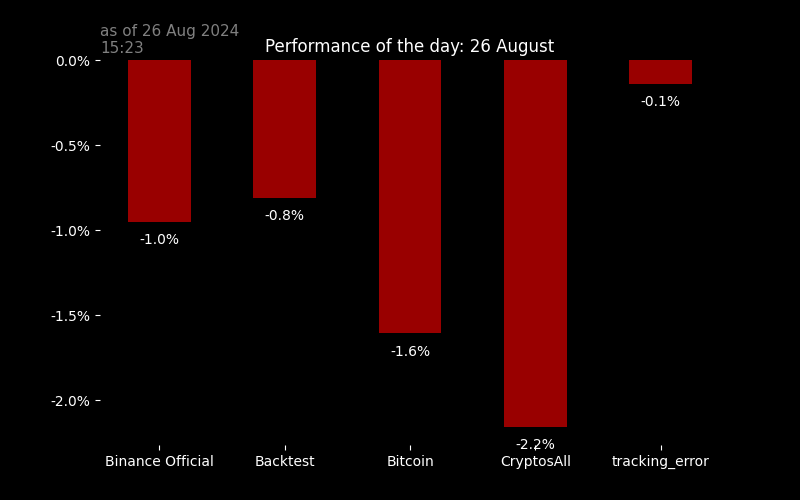 as of 26 Aug 2024
15:23
Performance of the day: 26 August
0.0%
-0.5%
-1.0%
-1.5%
-2.0%
-1.0%
-0.8%
-1.6%
-2.2%
-0.1%
Binance Official
Backtest
Bitcoin
CryptosAll
tracking_error